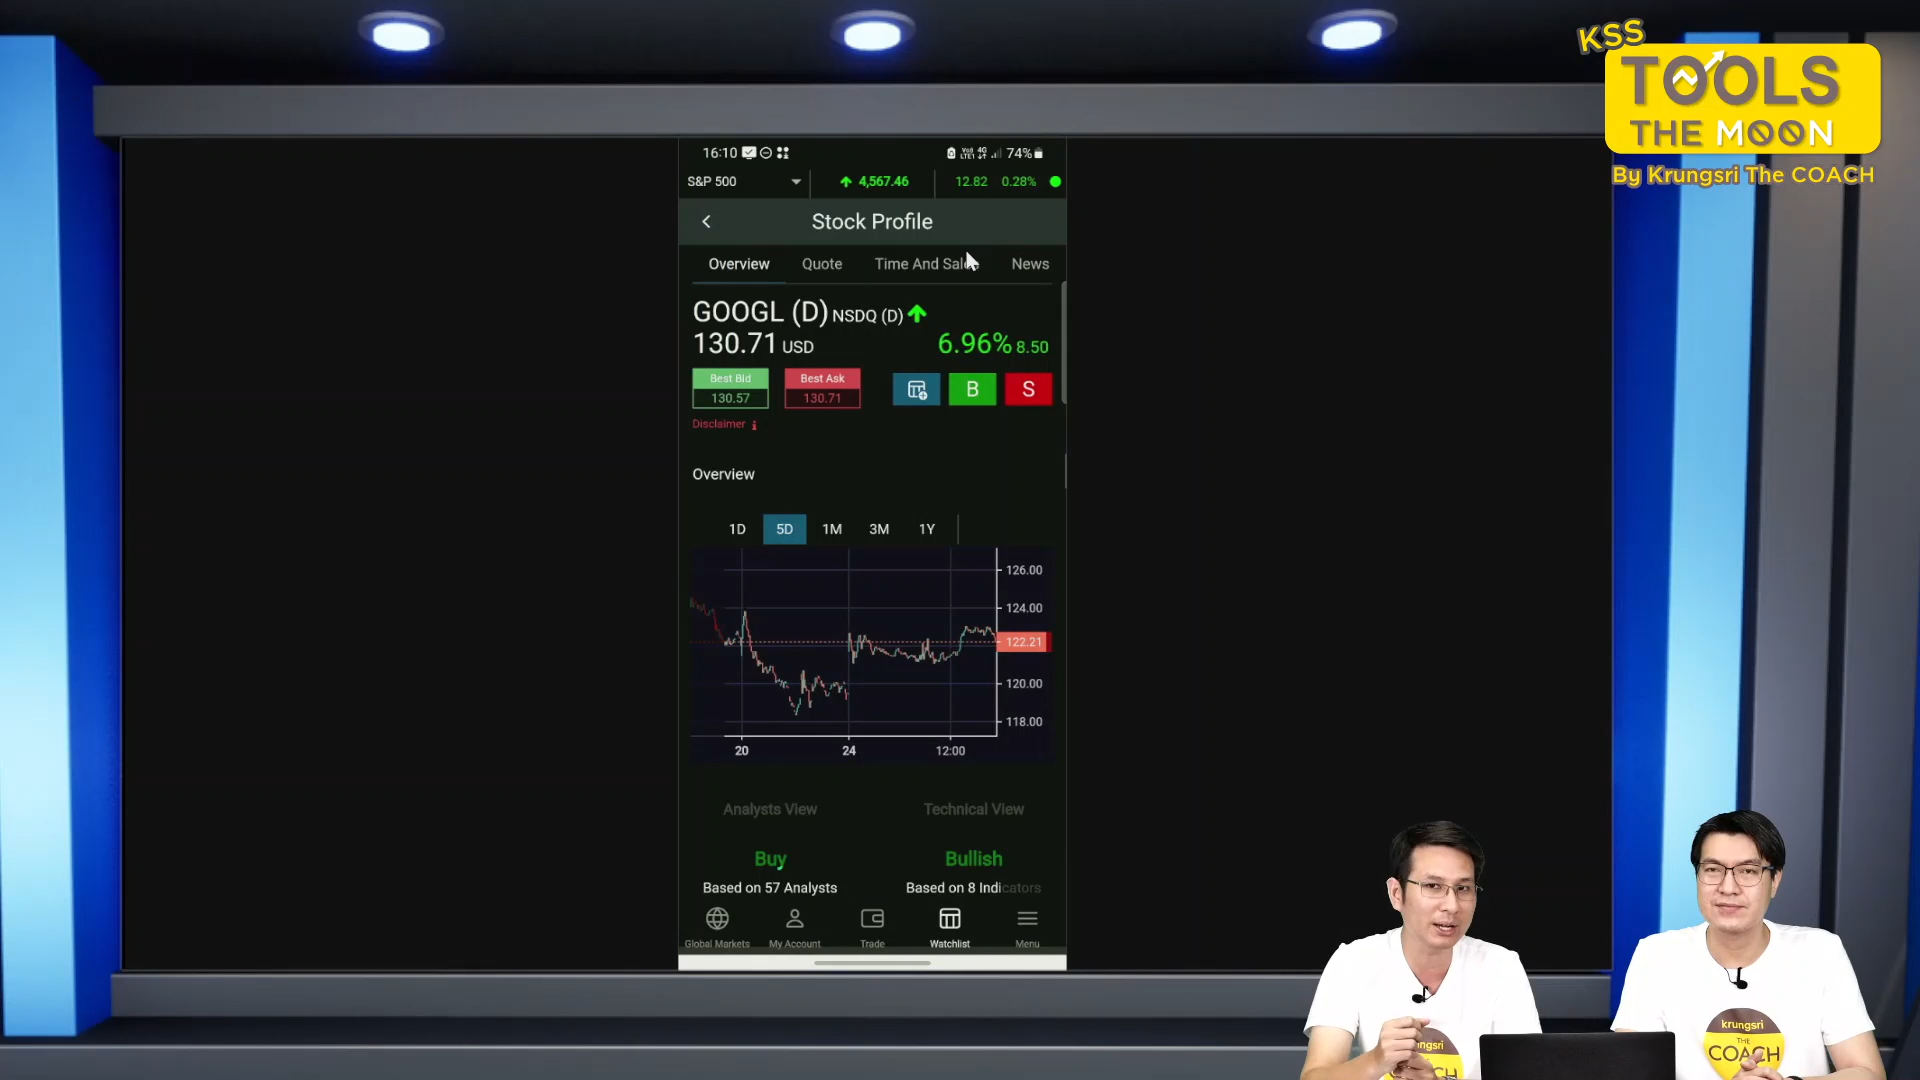 KSS
TOOLS
THE MOON
By Krungsri The COACH
16:10
4G
74%
S&P 500
4,567.46
12.82 0.28%
Stock Profile
Overview Quote Time And Sales News
GOOGL (D) NSDQ (D)
130.71 USD
6.96% 8.50
Best Bid
130.57
Best Ask
130.71
B
S
Disclaimer
Overview
1D 5D 1M 3M 1Y
126.00
124.00
122.21
120.00
118.00
20 24 12:00
Analysts View
Technical View
Buy
Bullish
Based on 57 Analysts
Based on 8 Indicators
Global Markets My Account Trade Watchlist Menu
krungsri
THE
COACH